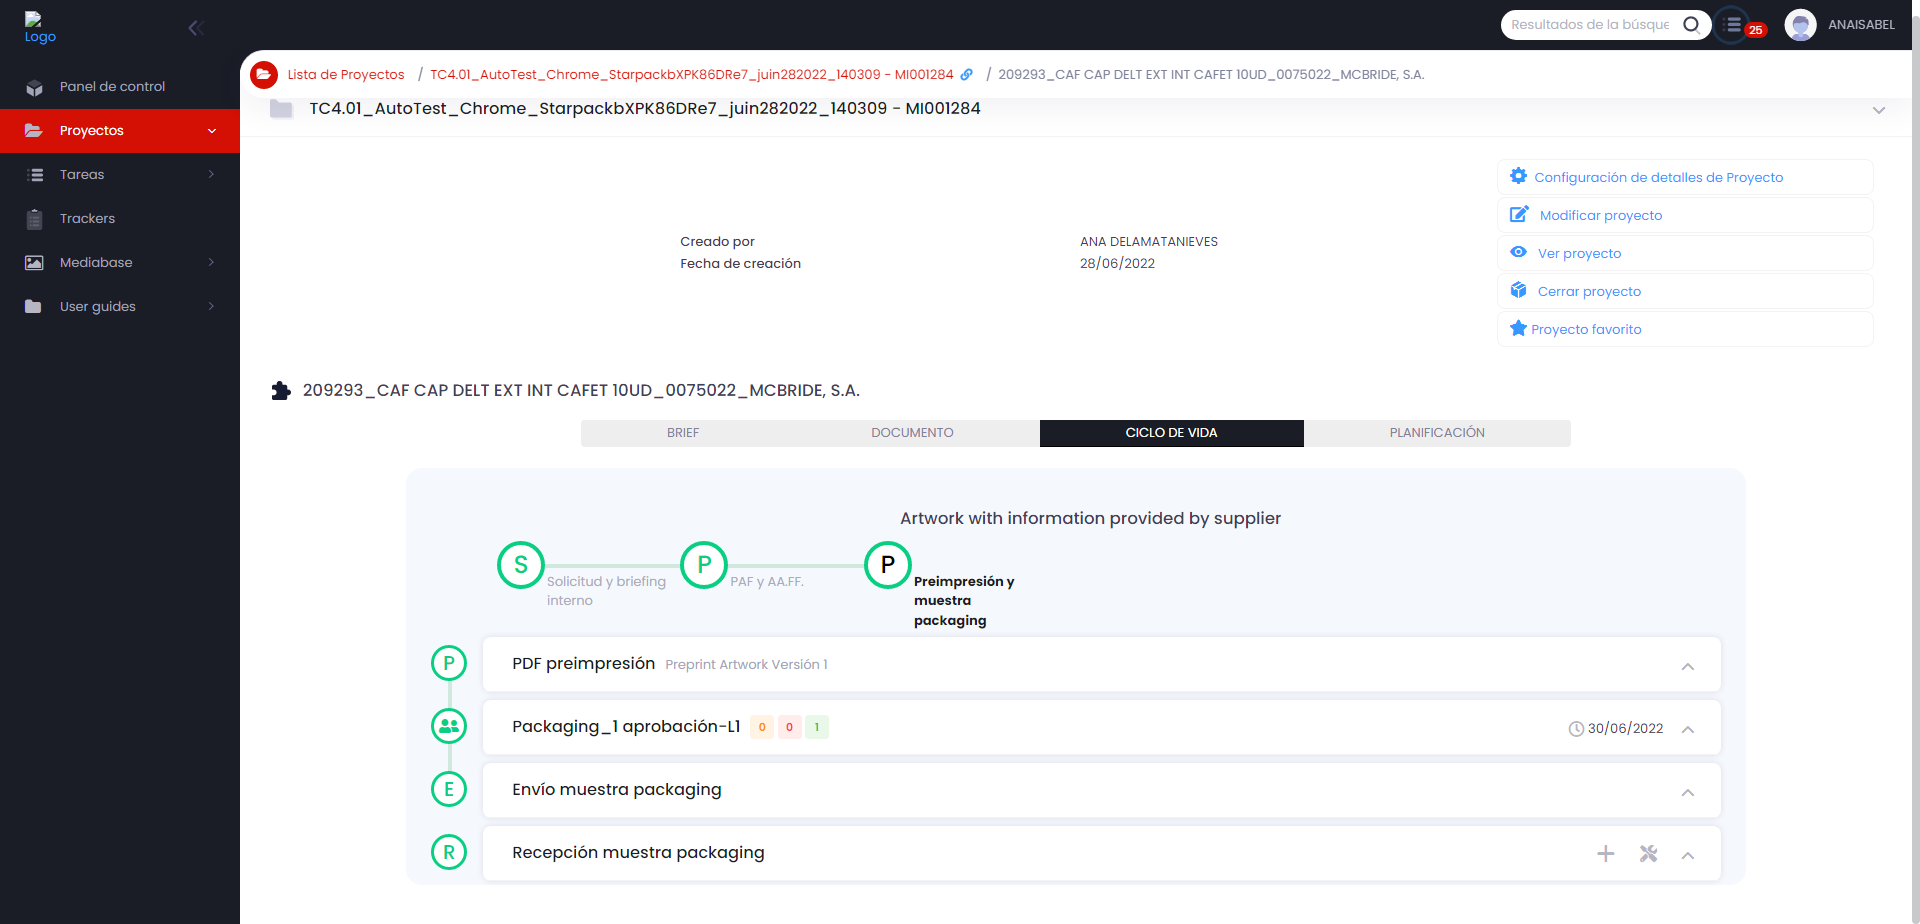 Logo
Resultados de la búsque
25
ANAISABEL
Panel de control
Proyectos
Tareas
Trackers
Mediabase
User guides
Lista de Proyectos / TC4.01_AutoTest_Chrome_StarpackbXPK86DRe7_juin282022_140309 - MI001284 / 209293_CAF CAP DELT EXT INT CAFET 10UD_0075022_MCBRIDE, S.A.
TC4.01_AutoTest_Chrome_StarpackbXPK86DRe7_juin282022_140309 - MI001284
Creado por ANA DELAMATANIEVES
Fecha de creación 28/06/2022
Configuración de detalles de Proyecto
Modificar proyecto
Ver proyecto
Cerrar proyecto
Proyecto favorito
209293_CAF CAP DELT EXT INT CAFET 10UD_0075022_MCBRIDE, S.A.
BRIEF DOCUMENTO CICLO DE VIDA PLANIFICACIÓN
Artwork with information provided by supplier
S
Solicitud y briefing
interno
P
PAF y AA.FF.
P
Preimpresión y
muestra
packaging
P PDF preimpresión Preprint Artwork Versión 1
Packaging_1 aprobación-L1 0 0 1 30/06/2022
E Envío muestra packaging
R Recepción muestra packaging